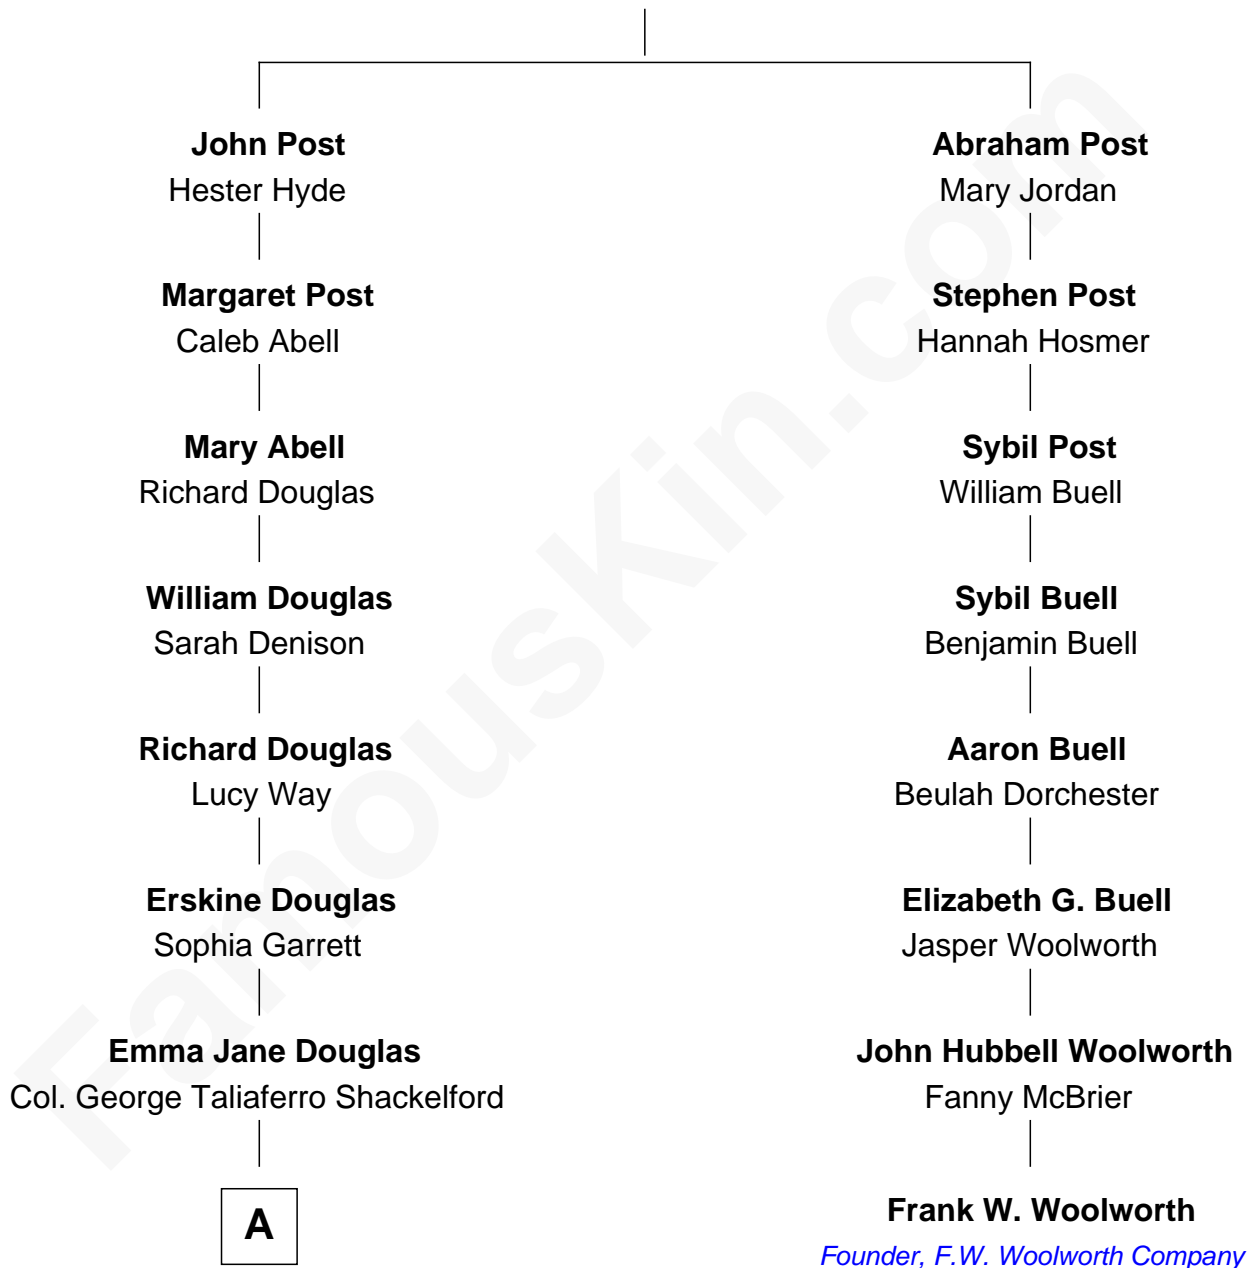 John Post
Hester Hyde
Margaret Post
Caleb Abell
Mary Abell
Richard Douglas
William Douglas
Sarah Denison
Richard Douglas
Lucy Way
Erskine Douglas
Sophia Garrett
Emma Jane Douglas
Col. George Taliaferro Shackelford
A
Abraham Post
Mary Jordan
Stephen Post
Hannah Hosmer
Sybil Post
William Buell
Sybil Buell
Benjamin Buell
Aaron Buell
Beulah Dorchester
Elizabeth G. Buell
Jasper Woolworth
John Hubbell Woolworth
Fanny McBrier
Frank W. Woolworth
Founder, F.W. Woolworth Company
FamousKin.com